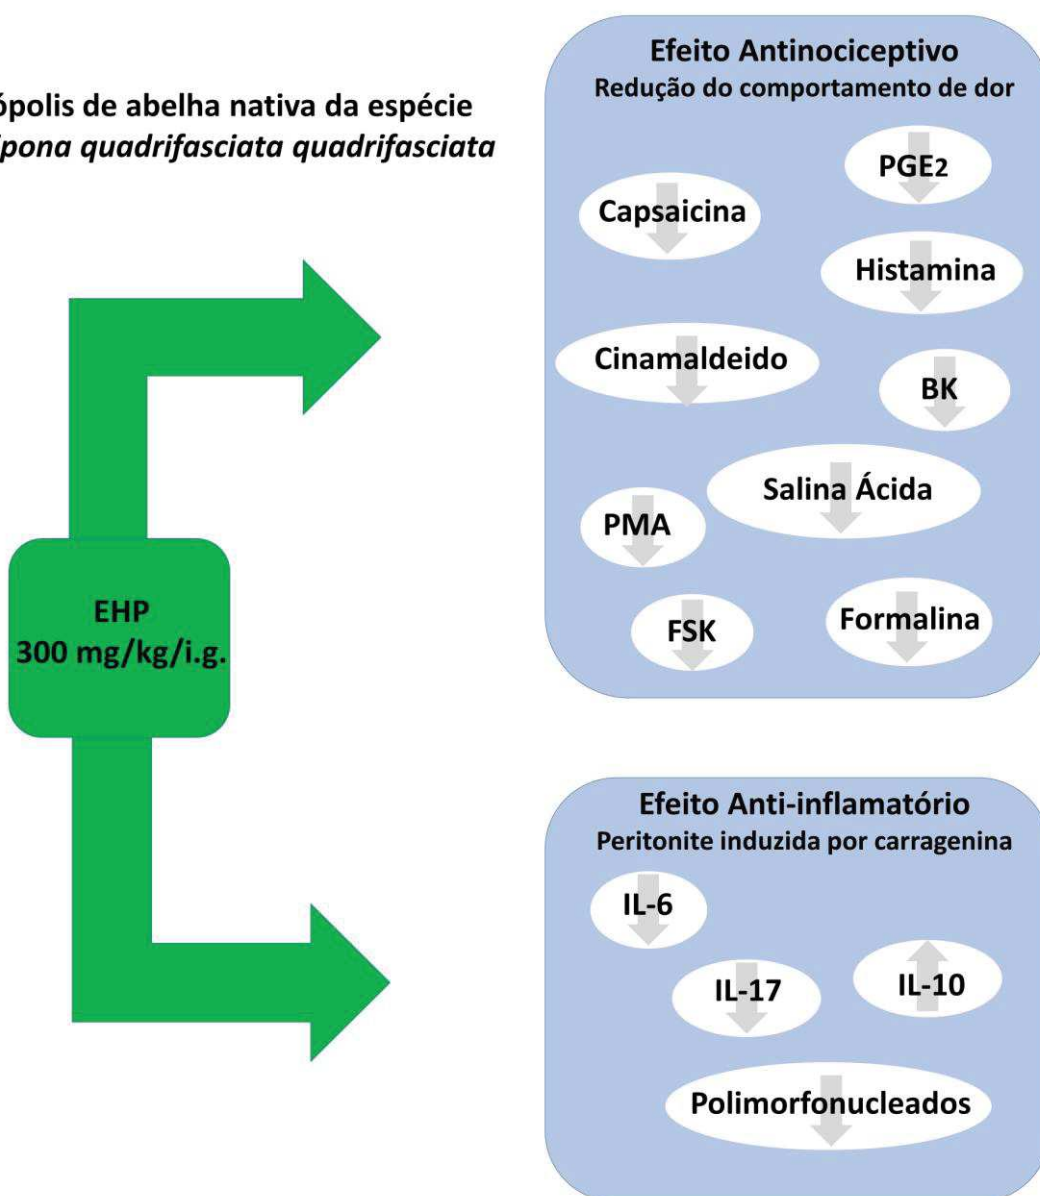 ópolis de abelha nativa da espécie
ipona quadrifasciata quadrifasciata
EHP
300 mg/kg/i.g.
Efeito Antinociceptivo
Redução do comportamento de dor
PGE2
Capsaicina
Histamina
Cinamaldeido
BK
Salina Ácida
PMA
Formalina
FSK
Efeito Anti-inflamatório
Peritonite induzida por carragenina
IL-6
IL-17
IL-10
Polimorfonucleados